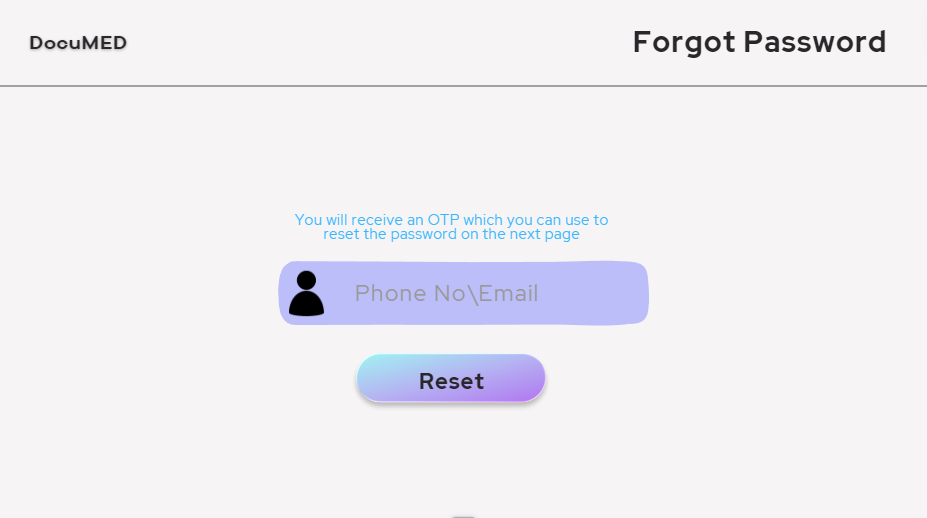 DocuMED
Forgot Password
You will receive an OTP which you can use to
reset the password on the next page
Phone No\Email
Reset